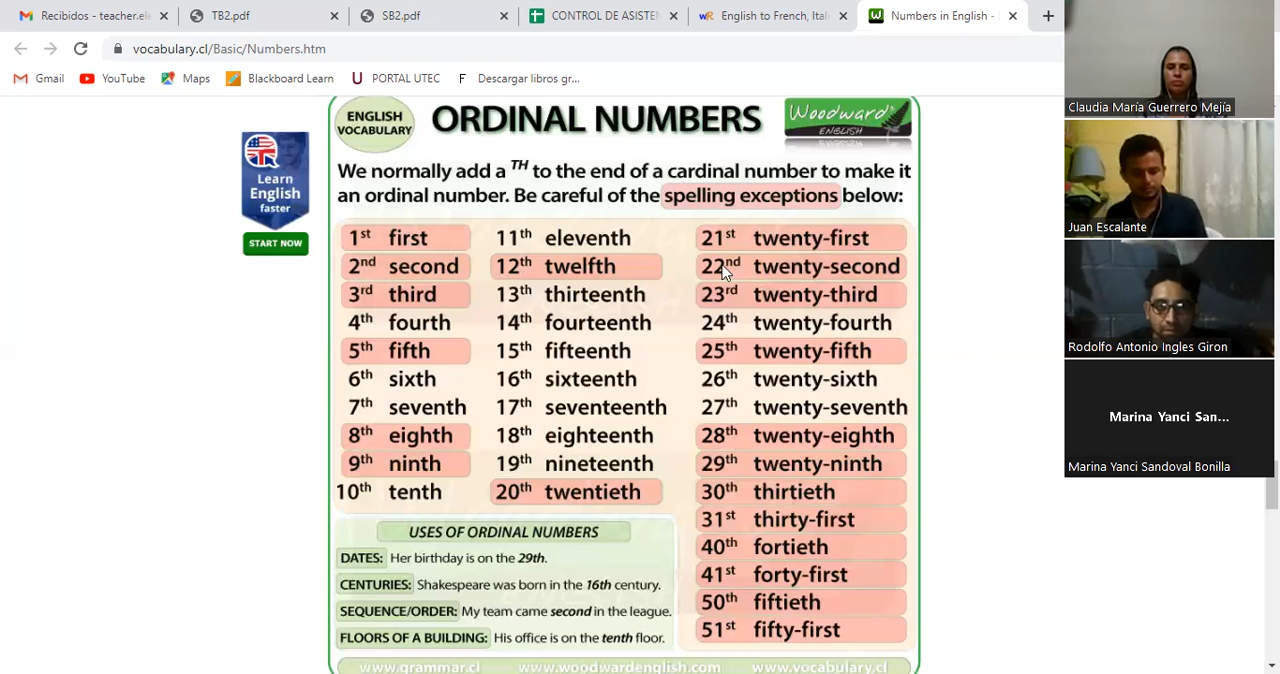 Recibidos - teacher.ele
TB2.pdf
SB2.pdf
CONTROL DE ASISTEN
English to French, Itali
Numbers in English -
vocabulary.cl/Basic/Numbers.htm
Gmail
YouTube
Maps
Blackboard Learn
U PORTAL UTEC
F Descargar libros gr...
Learn
English
faster
START NOW
ENGLISH
VOCABULARY
ORDINAL NUMBERS
Woodward
ENGLISH
We normally add a TH to the end of a cardinal number to make it
an ordinal number. Be careful of the spelling exceptions below:
1st first
2nd second
3rd third
4th fourth
5th fifth
6th sixth
7th seventh
8th eighth
9th ninth
10th tenth
11th eleventh
12th twelfth
13th thirteenth
14th fourteenth
15th fifteenth
16th sixteenth
17th seventeenth
18th eighteenth
19th nineteenth
20th twentieth
21st twenty-first
22nd twenty-second
23rd twenty-third
24th twenty-fourth
25th twenty-fifth
26th twenty-sixth
27th twenty-seventh
28th twenty-eighth
29th twenty-ninth
30th thirtieth
31st thirty-first
40th fortieth
41st forty-first
50th fiftieth
51st fifty-first
USES OF ORDINAL NUMBERS
DATES: Her birthday is on the 29th.
CENTURIES: Shakespeare was born in the 16th century.
SEQUENCE/ORDER: My team came second in the league.
FLOORS OF A BUILDING: His office is on the tenth floor.
www.grammar.cl www.woodwardenglish.com www.vocabulary.cl
Claudia María Guerrero Mejía
Juan Escalante
Rodolfo Antonio Ingles Giron
Marina Yanci San...
Marina Yanci Sandoval Bonilla